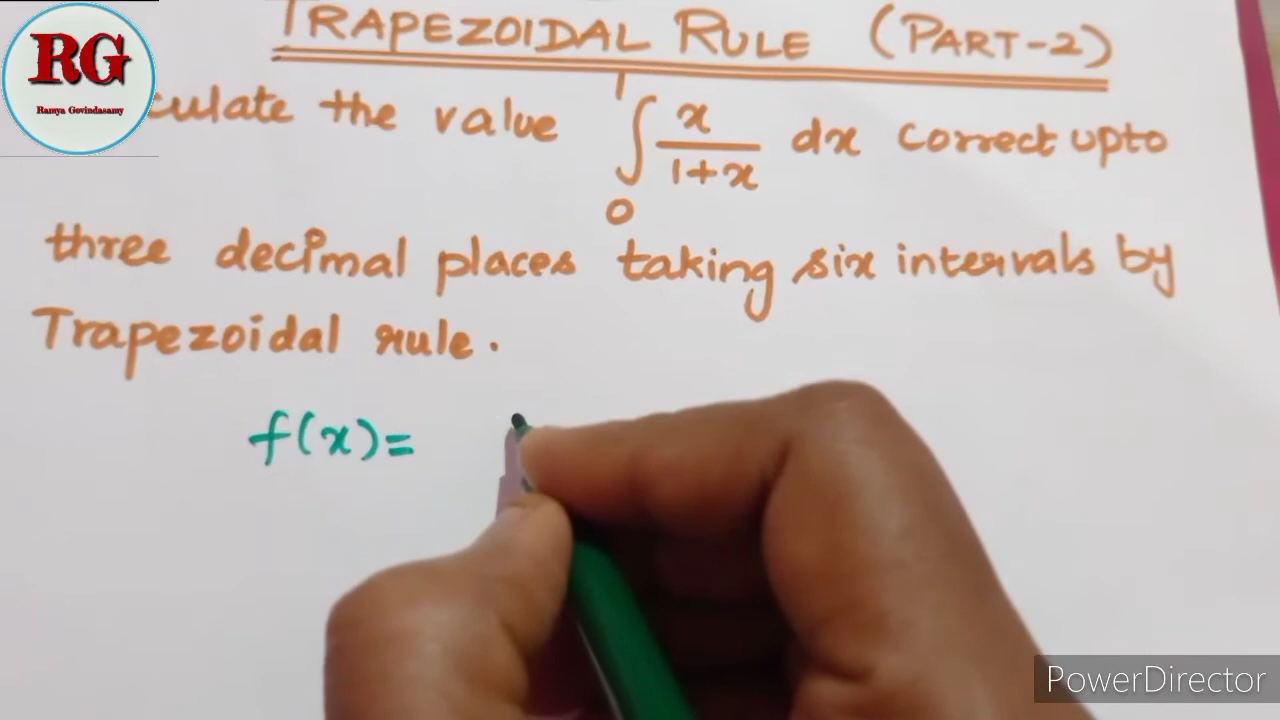 RG
Ramya Govindasamy
TRAPEZOIDAL RULE (PART-2)
culate the value ∫₀¹ x/(1+x) dx correct upto
three decimal places taking six intervals by
Trapezoidal rule.
f(x)=
PowerDirector